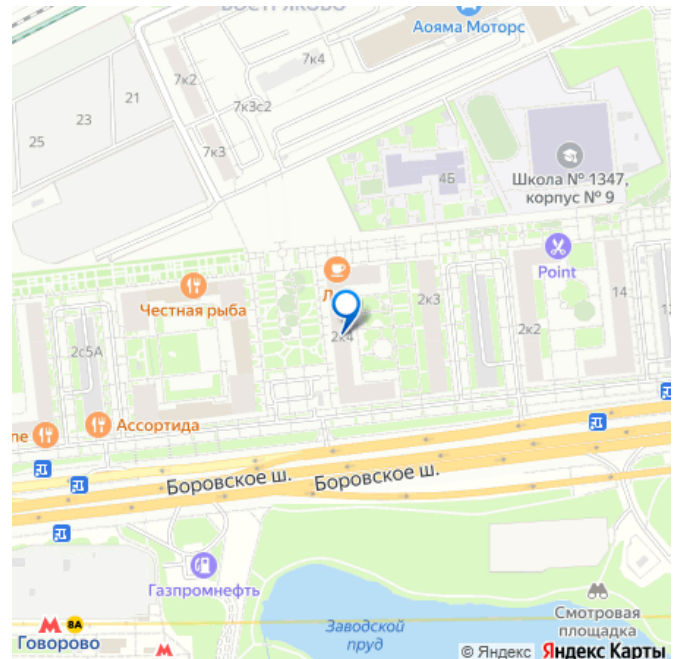 ВОСТРЯКОВО
Аояма Моторс
7к2
7к4
21
7к3с2
23
25
7к3
4Б
Школа № 1347,
корпус № 9
Point
2к3
14
Честная рыба
2к4
2к2
2с5А
Ассортида
Боровское ш.
Боровское ш.
Газпромнефть
М 8А
Говорово
М
Заводской
пруд
Смотровая
площадка
© Яндекс Яндекс Карты